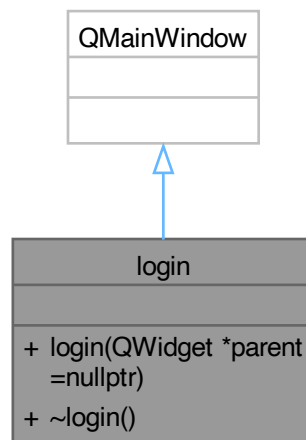 QMainWindow
login
+ login(QWidget *parent
=nullptr)
+ ~login()